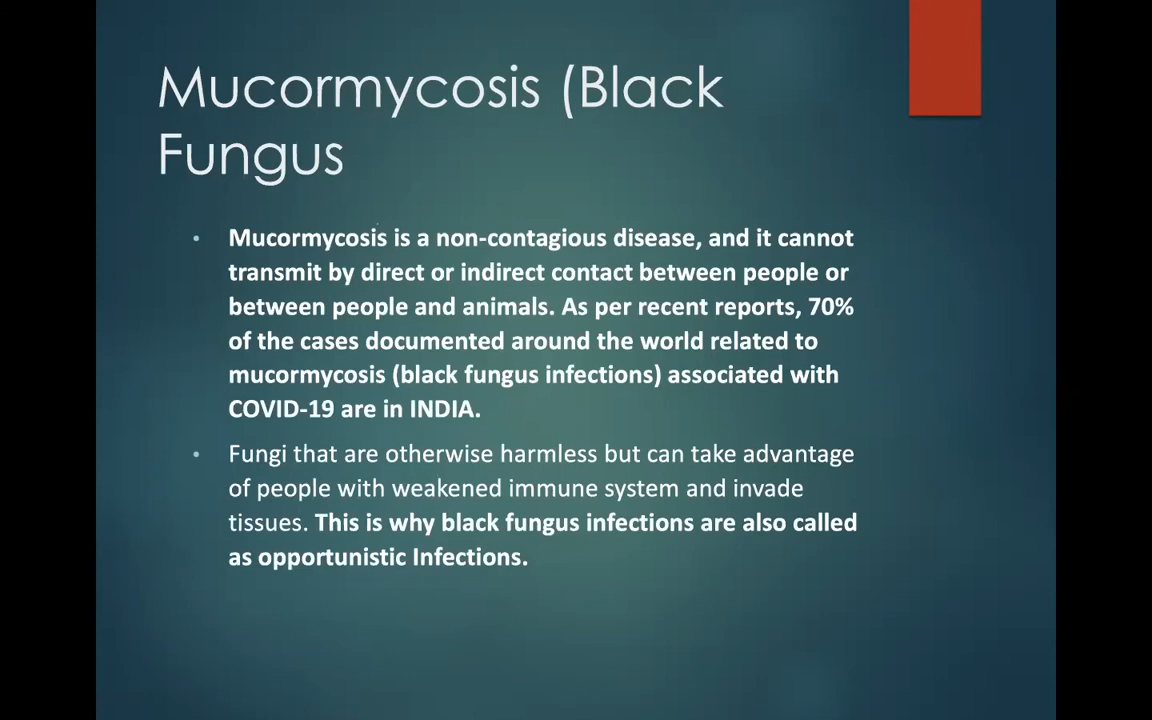 Mucormycosis (Black
Fungus
• Mucormycosis is a non-contagious disease, and it cannot
transmit by direct or indirect contact between people or
between people and animals. As per recent reports, 70%
of the cases documented around the world related to
mucormycosis (black fungus infections) associated with
COVID-19 are in INDIA.
• Fungi that are otherwise harmless but can take advantage
of people with weakened immune system and invade
tissues. This is why black fungus infections are also called
as opportunistic Infections.